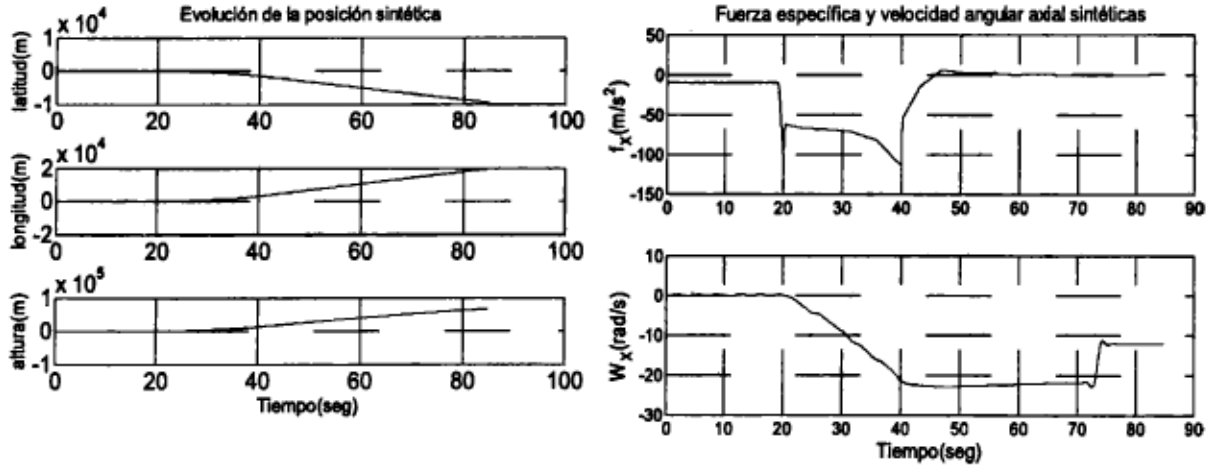 Evolución de la posición sintética
x 10^4
latitud(m)
1
0
-1
0 20 40 60 80 100
x 10^4
longitud(m)
2
0
-2
0 20 40 60 80 100
x 10^5
altura(m)
1
0
-1
0 20 40 60 80 100
Tiempo(seg)
Fuerza específica y velocidad angular axial sintéticas
f_x(m/s^2)
50
0
-50
-100
-150
0 10 20 30 40 50 60 70 80 90
W_x(rad/s)
10
0
-10
-20
-30
0 10 20 30 40 50 60 70 80 90
Tiempo(seg)